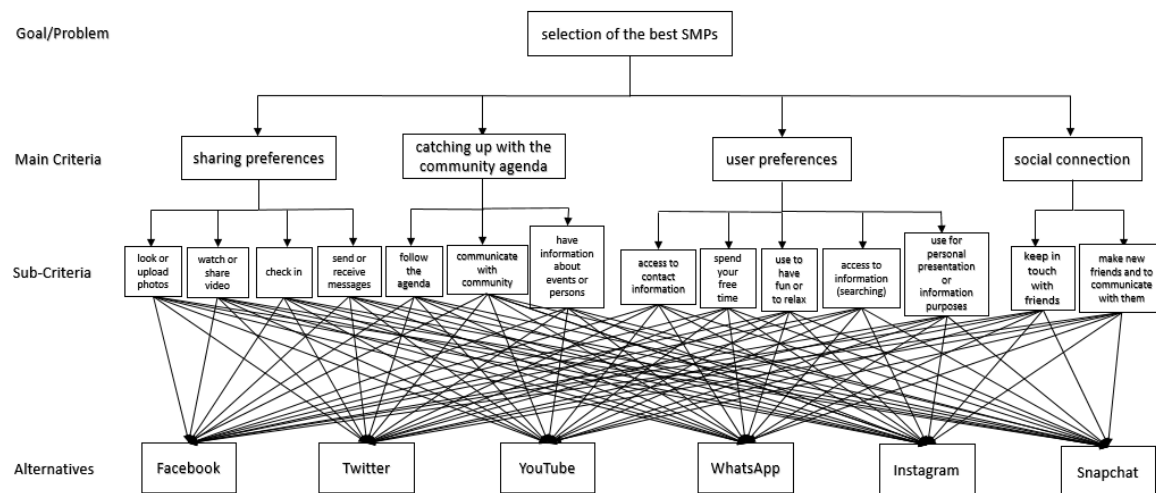 Goal/Problem
selection of the best SMPs
Main Criteria
sharing preferences
catching up with the
community agenda
user preferences
social connection
Sub-Criteria
look or
upload
photos
watch or
share
video
check in
send or
receive
messages
follow
the
agenda
communicate
with
community
have
information
about
events or
persons
access to
contact
information
spend
your
free
time
use to
have
fun or
to relax
access to
information
(searching)
use for
personal
presentation
or
information
purposes
keep in
touch
with
friends
make new
friends and to
communicate
with them
Alternatives
Facebook
Twitter
YouTube
WhatsApp
Instagram
Snapchat